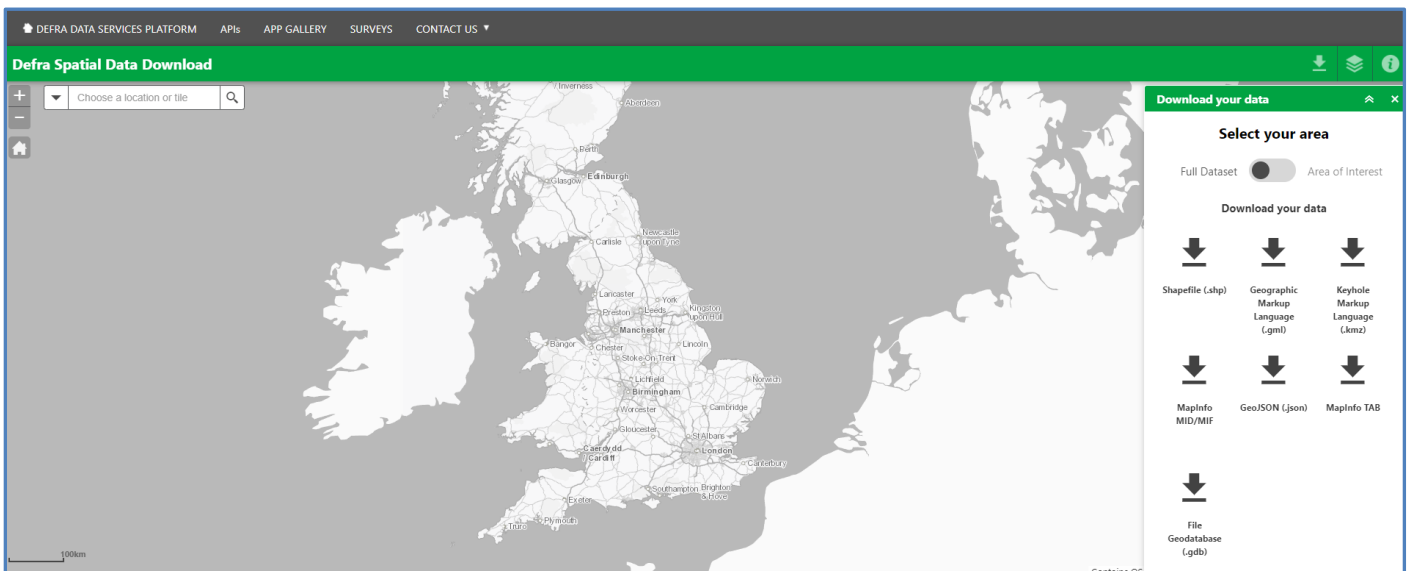 DEFRA DATA SERVICES PLATFORM APIs APP GALLERY SURVEYS CONTACT US
Defra Spatial Data Download
Choose a location or tile
Download your data
Select your area
Full Dataset Area of Interest
Download your data
Shapefile (.shp)
Geographic
Markup
Language
(.gml)
Keyhole
Markup
Language
(.kmz)
MapInfo
MID/MIF
GeoJSON (.json)
MapInfo TAB
File
Geodatabase
(.gdb)
Inverness
Aberdeen
Perth
Glasgow
Edinburgh
Newcastle
upon Tyne
Carlisle
Lancaster
York
Preston
Leeds
Kingston
upon Hull
Manchester
Bangor
Chester
Lincoln
Stoke-On-Trent
Lichfield
Norwich
Birmingham
Worcester
Cambridge
Gloucester
St Albans
Caerdydd
/Cardiff
London
Canterbury
Southampton
Brighton
& Hove
Exeter
Plymouth
Truro
100km
Contains OS